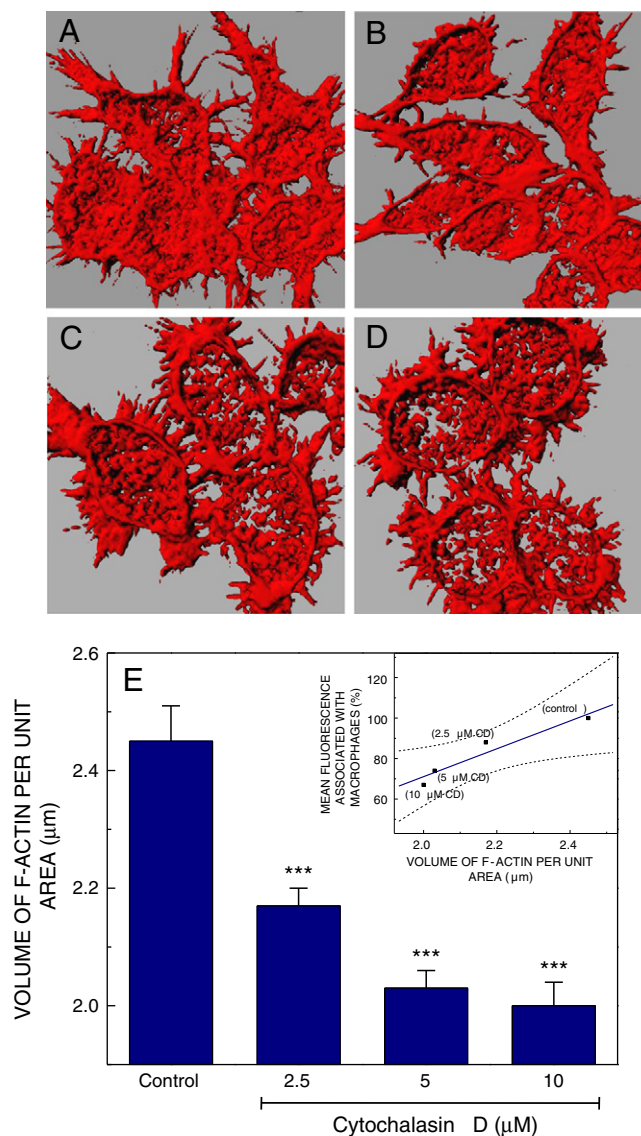 A
B
C
D
E
VOLUME OF F-ACTIN PER UNIT
AREA (µm)
2.6
2.4
2.2
2.0
***
***
***
Control
2.5
5
10
Cytochalasin D (µM)
MEAN FLUORESCENCE
ASSOCIATED WITH
MACROPHAGES (%)
120
100
80
60
(control )
(2.5 µM CD)
(5 µM CD)
(10 µM CD)
2.0
2.2
2.4
VOLUME OF F-ACTIN PER UNIT
AREA (µm)